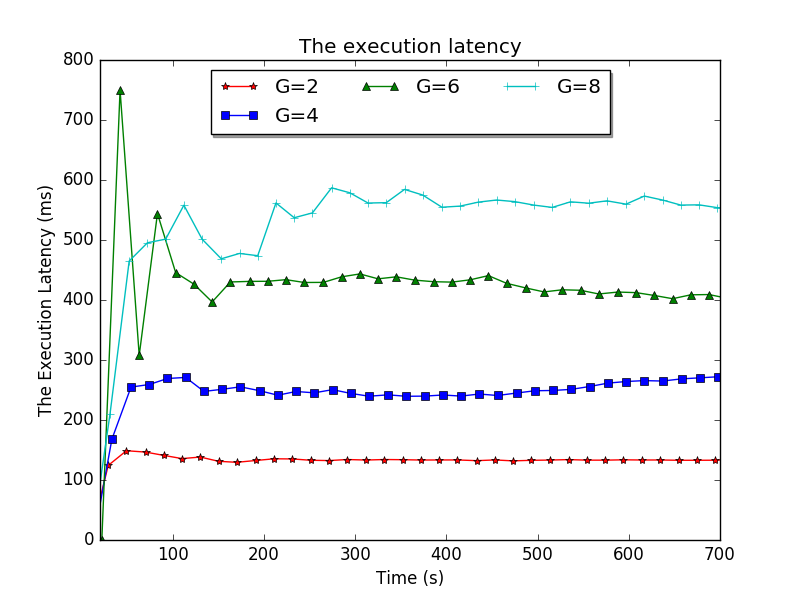 The execution latency
G=2 G=6 G=8
G=4
800
700
600
500
400
300
200
100
0
The Execution Latency (ms)
100 200 300 400 500 600 700
Time (s)